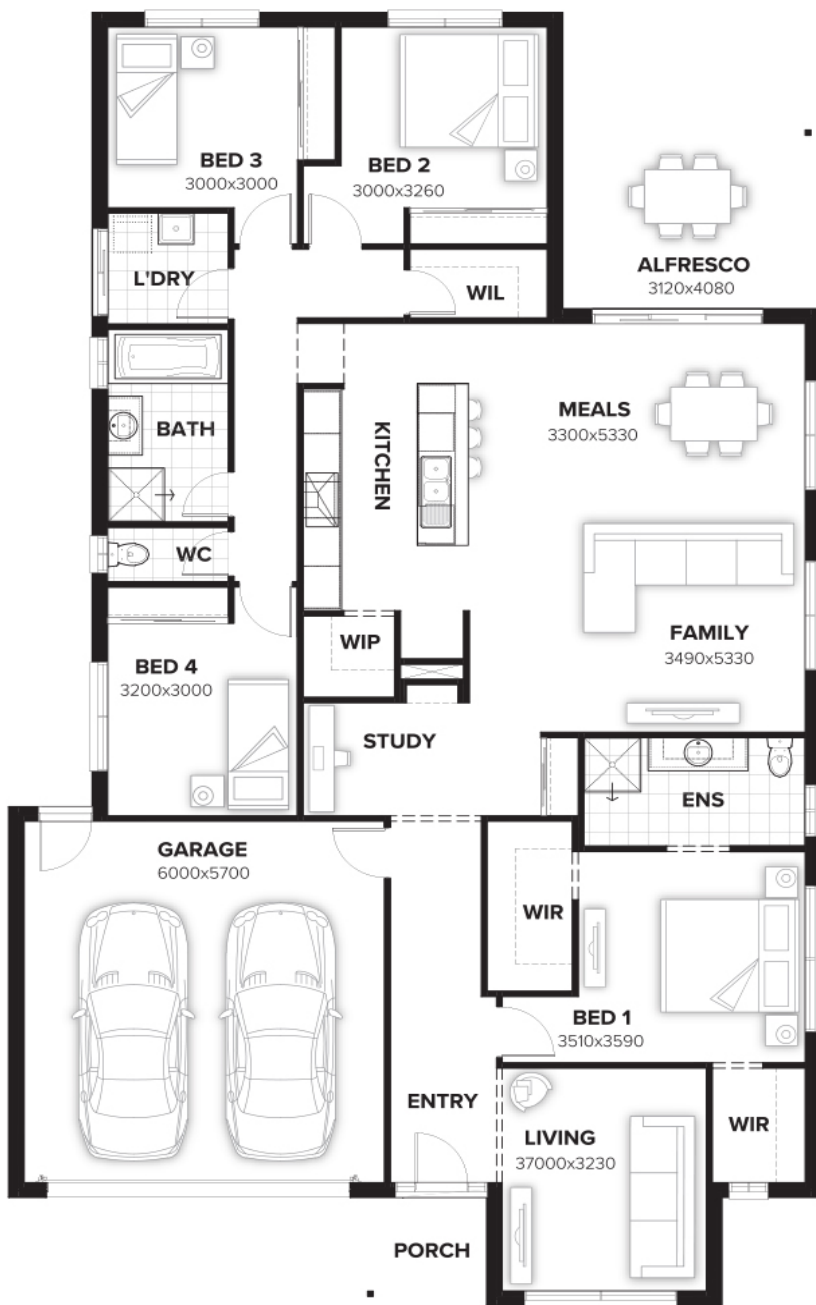 BED 3
3000x3000
BED 2
3000x3260
L'DRY
WIL
ALFRESCO
3120x4080
BATH
KITCHEN
MEALS
3300x5330
WC
BED 4
3200x3000
WIP
FAMILY
3490x5330
STUDY
ENS
GARAGE
6000x5700
WIR
BED 1
3510x3590
ENTRY
LIVING
37000x3230
WIR
PORCH